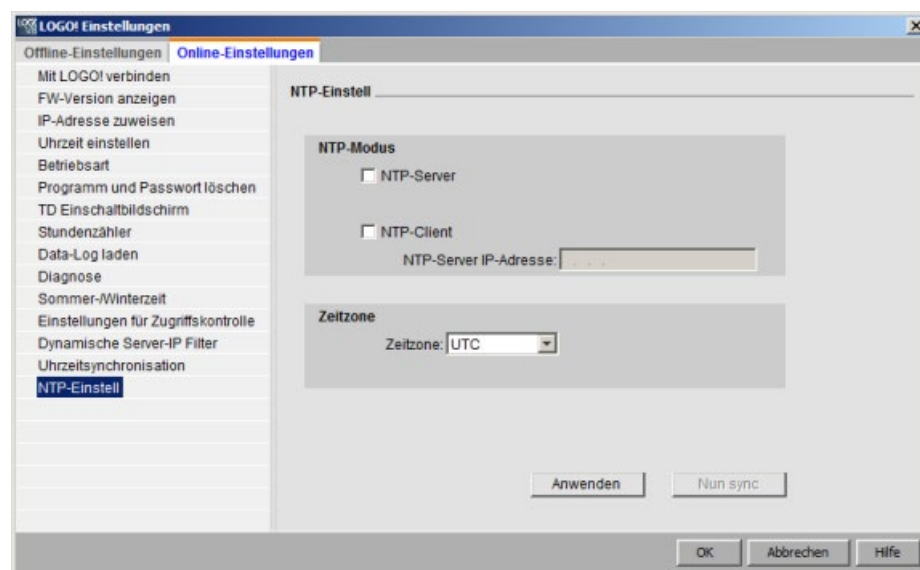 LOGO! Einstellungen
Offline-Einstellungen Online-Einstellungen
Mit LOGO! verbinden
FW-Version anzeigen
IP-Adresse zuweisen
Uhrzeit einstellen
Betriebsart
Programm und Passwort löschen
TD Einschaltbildschirm
Stundenzähler
Data-Log laden
Diagnose
Sommer-/Winterzeit
Einstellungen für Zugriffskontrolle
Dynamische Server-IP Filter
Uhrzeitsynchronisation
NTP-Einstell
NTP-Einstell
NTP-Modus
NTP-Server
NTP-Client
NTP-Server IP-Adresse: . . .
Zeitzone
Zeitzone: UTC
Anwenden Nun sync
OK Abbrechen Hilfe